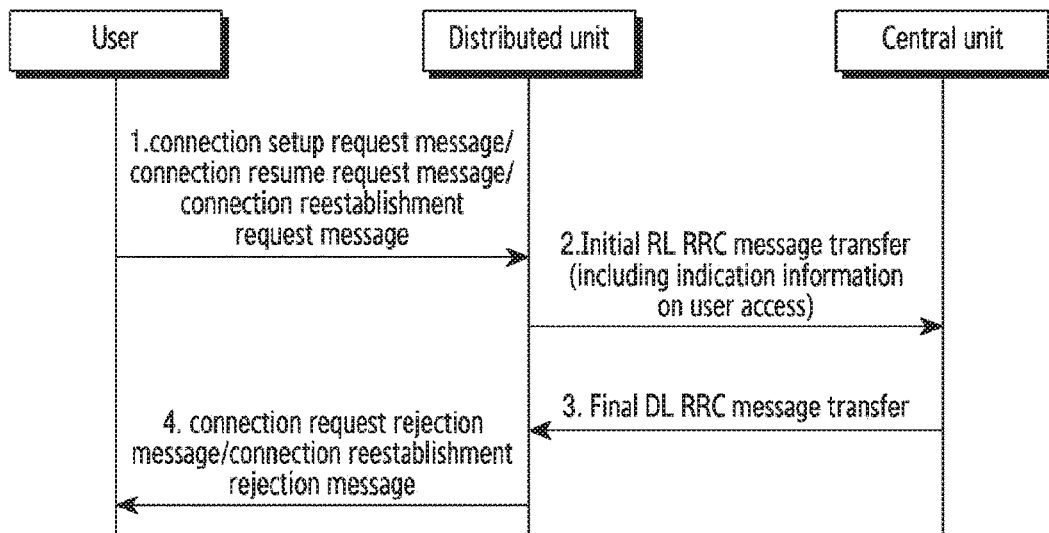 User
Distributed unit
Central unit
1.connection setup request message/
connection resume request message/
connection reestablishment
request message
2.Initial RL RRC message transfer
(including indication information
on user access)
3. Final DL RRC message transfer
4. connection request rejection
message/connection reestablishment
rejection message